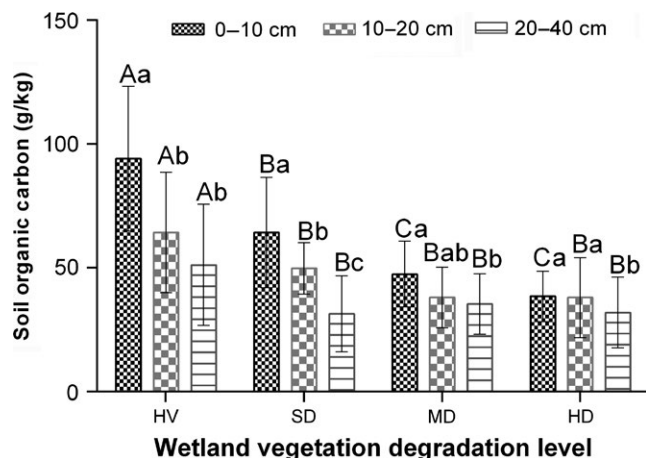 150
0–10 cm 10–20 cm 20–40 cm
Aa
Ab
Ab
Ba
Bb
Bc
Ca
Bab
Bb
Ca
Ba
Bb
100
50
0
Soil organic carbon (g/kg)
HV SD MD HD
Wetland vegetation degradation level